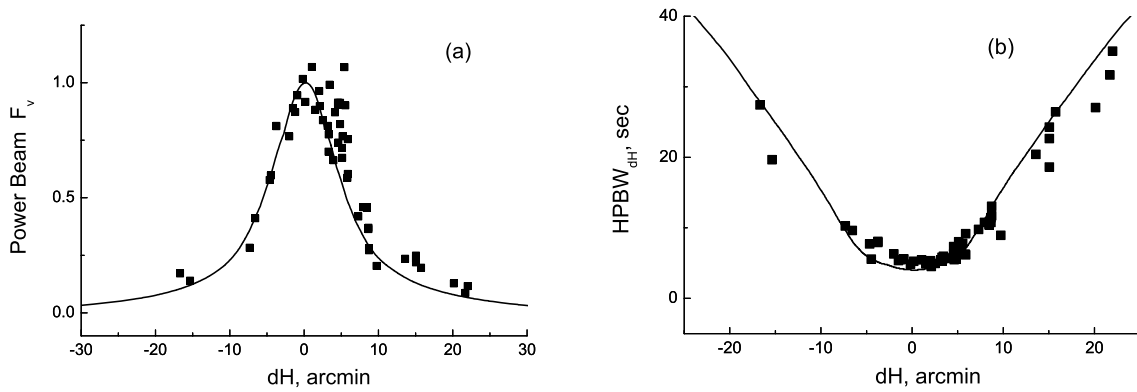 (a)
Power Beam F_v
1.0
0.5
0.0
-30 -20 -10 0 10 20 30
dH, arcmin
(b)
HPBW_dH, sec
40
20
0
-20 -10 0 10 20
dH, arcmin